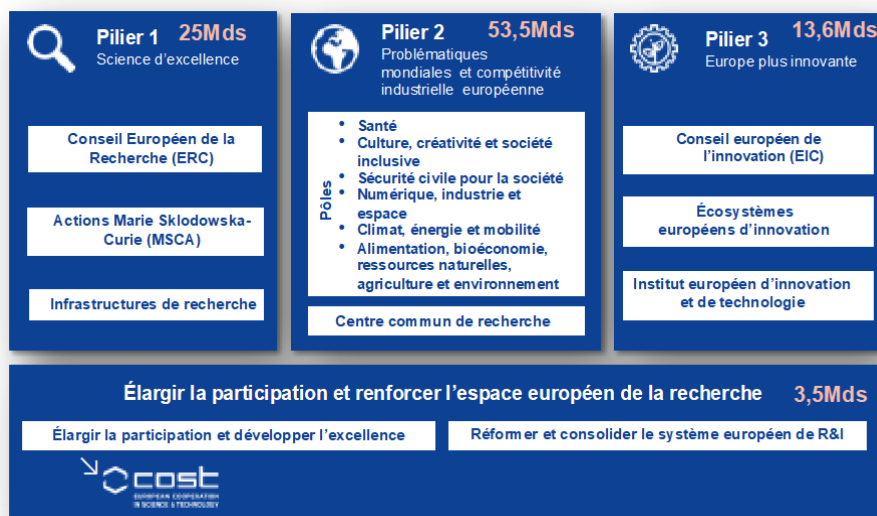 Pilier 1 25Mds
Science d'excellence
Conseil Européen de la
Recherche (ERC)
Actions Marie Sklodowska-
Curie (MSCA)
Infrastructures de recherche
Pilier 2 53,5Mds
Problématiques
mondiales et compétitivité
industrielle européenne
Pôles
• Santé
• Culture, créativité et société
inclusive
• Sécurité civile pour la société
• Numérique, industrie et
espace
• Climat, énergie et mobilité
• Alimentation, bioéconomie,
ressources naturelles,
agriculture et environnement
Centre commun de recherche
Pilier 3 13,6Mds
Europe plus innovante
Conseil européen de
l'innovation (EIC)
Écosystèmes
européens d'innovation
Institut européen d'innovation
et de technologie
Élargir la participation et renforcer l'espace européen de la recherche 3,5Mds
Élargir la participation et développer l'excellence
Réformer et consolider le système européen de R&I
cost
EUROPEAN COOPERATION
IN SCIENCE & TECHNOLOGY